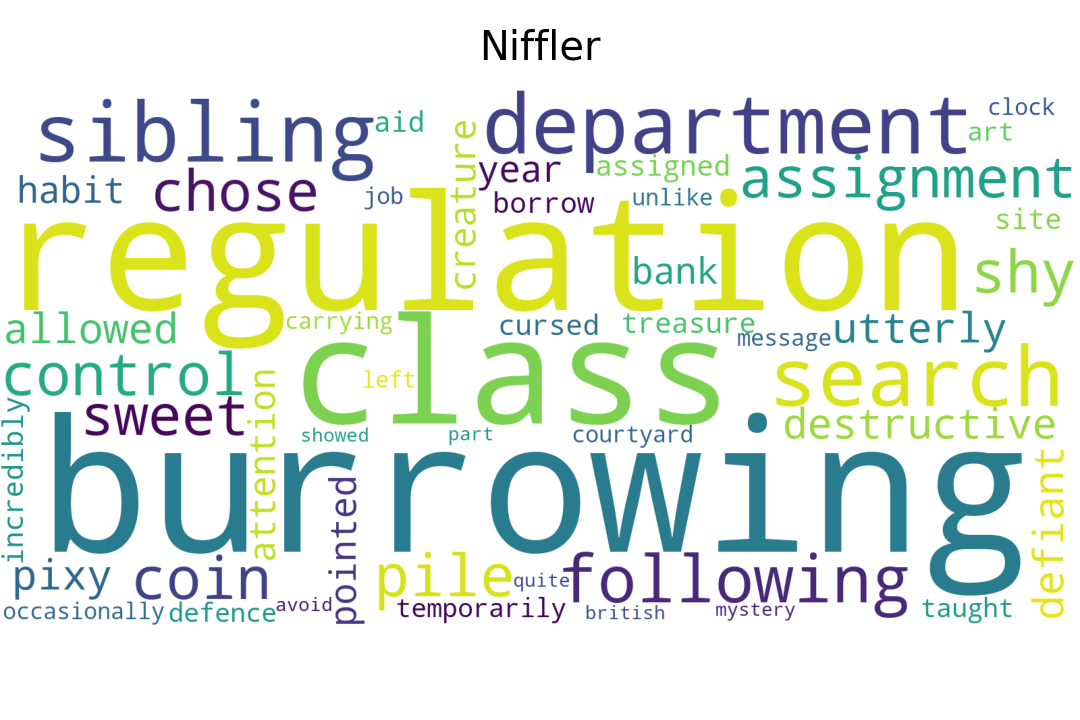 Niffler
sibling aid department clock
art
habit chose job creature year assigned borrow unlike assignment
site
regulation
bank shy
allowed carrying cursed treasure message utterly
control class left search
sweet showed part courtyard destructive
incredibly attention burrowing defiant
pixy coin pointed pile quite following
occasionally defence avoid temporarily british mystery taught